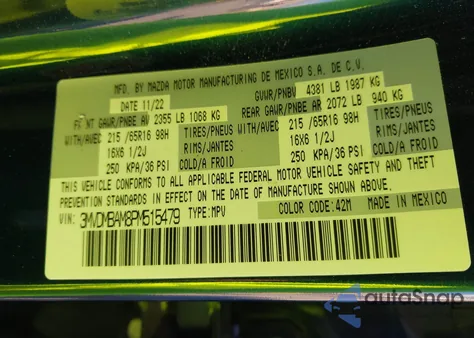 MFD. BY MAZDA MOTOR MANUFACTURING DE MEXICO S.A. DE C.V.
DATE 11/22 GVWR/PNBV 4381 LB 1987 KG
FRONT GAWR/PNBE AV 2355 LB 1068 KG REAR GAWR/PNBE AR 2072 LB 940 KG
WITH/AVEC 215 /65R16 98H TIRES/PNEUS WITH/AVEC 215 /65R16 98H TIRES/PNEUS
16X6 1/2J RIMS/JANTES 16X6 1/2J RIMS/JANTES
250 KPA/36 PSI COLD/A FROID 250 KPA/36 PSI COLD/A FROID
THIS VEHICLE CONFORMS TO ALL APPLICABLE FEDERAL MOTOR VEHICLE SAFETY AND THEFT
PREVENTION STANDARDS IN EFFECT ON THE DATE OF MANUFACTURE SHOWN ABOVE.
VIN: 3MVDMBAM8PM515479 TYPE:MPV COLOR CODE:42M MADE IN MEXICO
autoSnap